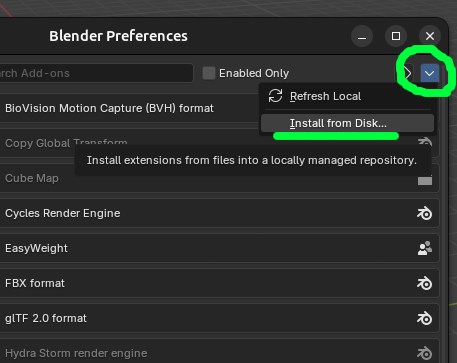 Blender Preferences
rch Add-ons
Enabled Only
Refresh Local
BioVision Motion Capture (BVH) format
Install from Disk...
Copy Global Transform
Install extensions from files into a locally managed repository.
Cube Map
Cycles Render Engine
EasyWeight
FBX format
glTF 2.0 format
Hydra Storm render engine